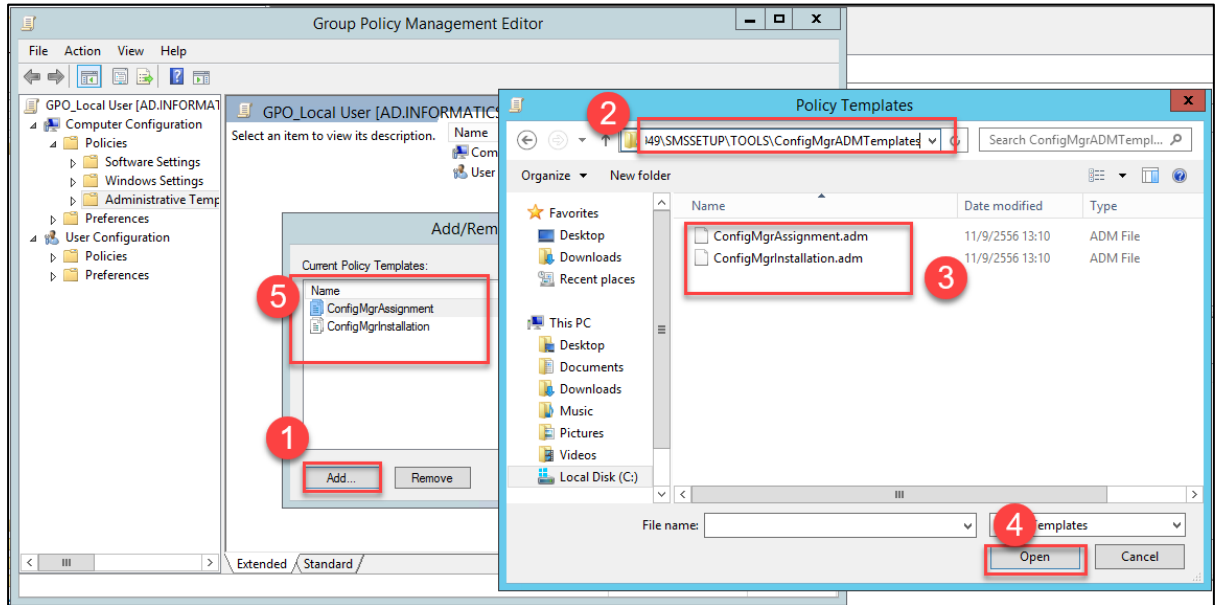 Group Policy Management Editor
File Action View Help
GPO_Local User [AD.INFORMAT
Computer Configuration
Policies
Software Settings
Windows Settings
Administrative Temp
Preferences
User Configuration
Policies
Preferences
GPO_Local User [AD.INFORMATICS
Select an item to view its description.
Name
Com
User
Add/Rem
Current Policy Templates:
5
Name
ConfigMgrAssignment
ConfigMgrInstallation
1
Add...
Remove
Extended
Standard
Policy Templates
2
49\SMSSETUP\TOOLS\ConfigMgrADMTemplates
Search ConfigMgrADMTempl...
Organize
New folder
Favorites
Desktop
Downloads
Recent places
This PC
Desktop
Documents
Downloads
Music
Pictures
Videos
Local Disk (C:)
Name Date modified Type
ConfigMgrAssignment.adm 11/9/2556 13:10 ADM File
ConfigMgrInstallation.adm 11/9/2556 13:10 ADM File
3
File name:
4
emplates
Open
Cancel